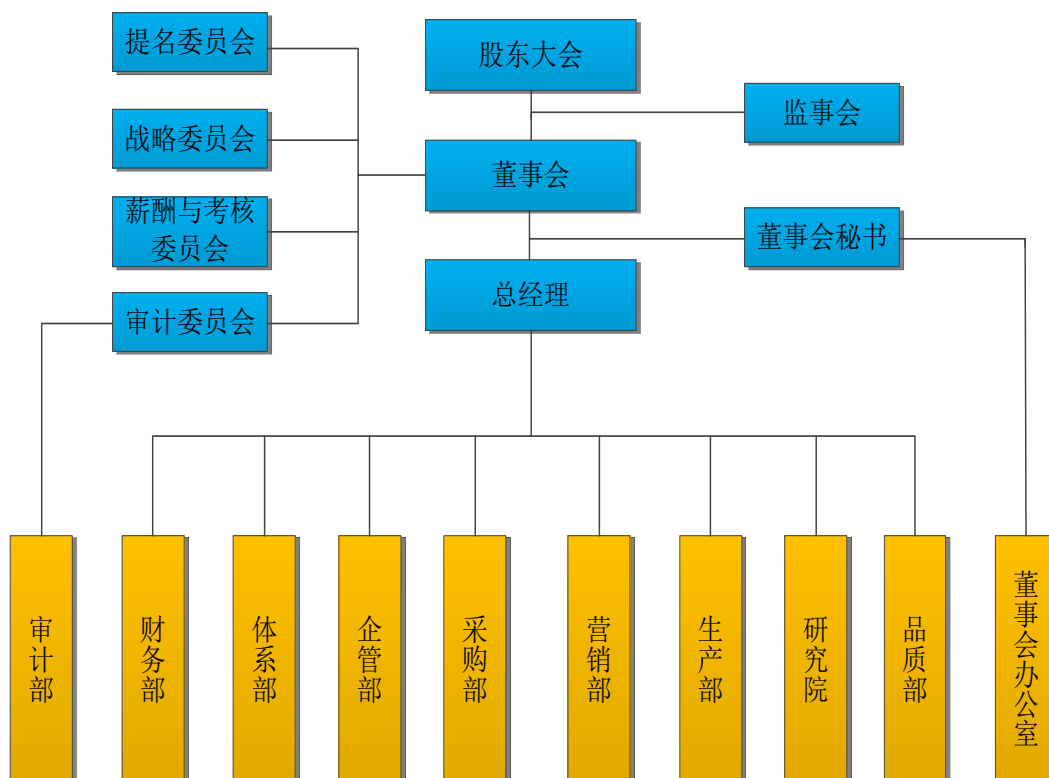 提名委员会
股东大会
监事会
战略委员会
董事会
薪酬与考核
委员会
董事会秘书
总经理
审计委员会
审计部
财务部
体系部
企管部
采购部
营销部
生产部
研究院
品质部
董事会办公室